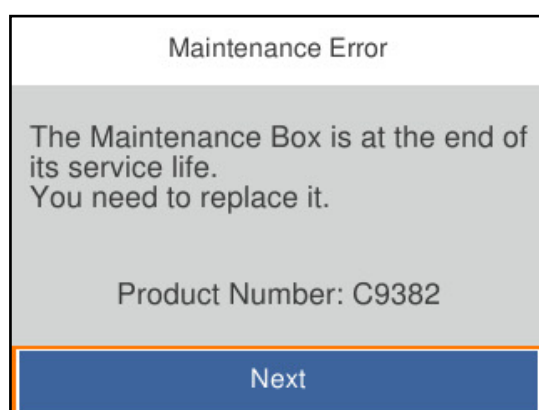 Maintenance Error
The Maintenance Box is at the end of
its service life.
You need to replace it.
Product Number: C9382
Next